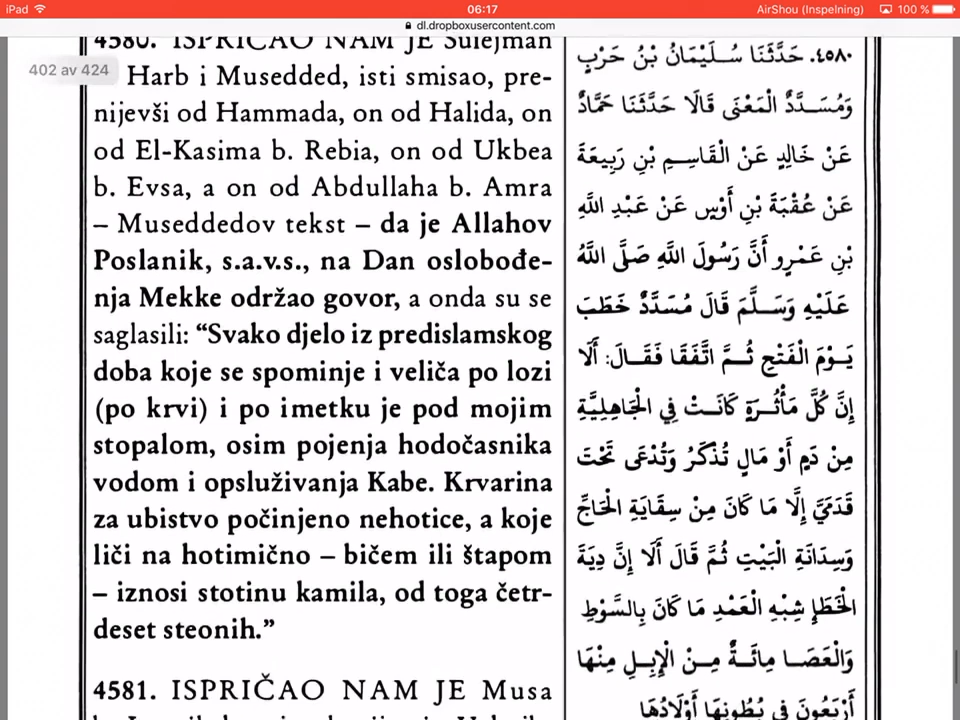 iPad 06:17 AirShou (Inspelning) 100 %
dl.dropboxusercontent.com
402 av 424
4580. ISPRIČAO NAM JE Sulejman
Harb i Musedded, isti smisao, pre-
nijevši od Hammada, on od Halida, on
od El-Kasima b. Rebia, on od Ukbea
b. Evsa, a on od Abdullaha b. Amra
– Museddedov tekst – da je Allahov
Poslanik, s.a.v.s., na Dan oslobođe-
nja Mekke održao govor, a onda su se
saglasili: “Svako djelo iz predislamskog
doba koje se spominje i veliča po lozi
(po krvi) i po imetku je pod mojim
stopalom, osim pojenja hodočasnika
vodom i opsluživanja Kabe. Krvarina
za ubistvo počinjeno nehotice, a koje
liči na hotimično – bičem ili štapom
– iznosi stotinu kamila, od toga četr-
deset steonih.”
4581. ISPRIČAO NAM JE Musa
٤٥٨٠. حَدَّثَنَا سُلَيْمَانُ بْنُ حَرْبٍ
وَمُسَدَّدٌ الْمَعْنَى قَالَا حَدَّثَنَا حَمَّادٌ
عَنْ خَالِدٍ عَنْ الْقَاسِمِ بْنِ رَبِيعَةَ
عَنْ عُقْبَةَ بْنِ أَوْسٍ عَنْ عَبْدِ اللَّهِ
بْنِ عَمْرٍو أَنَّ رَسُولَ اللَّهِ صَلَّى اللَّهُ
عَلَيْهِ وَسَلَّمَ قَالَ مُسَدَّدٌ خَطَبَ
يَوْمَ الْفَتْحِ ثُمَّ اتَّفَقَا فَقَالَ: أَلَا
إِنَّ كُلَّ مَأْثُرَةٍ كَانَتْ فِي الْجَاهِلِيَّةِ
مِنْ دَمٍ أَوْ مَالٍ تُذْكَرُ وَتُدْعَى تَحْتَ
قَدَمَيَّ إِلَّا مَا كَانَ مِنْ سِقَايَةِ الْحَاجِّ
وَسِدَانَةِ الْبَيْتِ ثُمَّ قَالَ أَلَا إِنَّ دِيَةَ
الْخَطَإِ شِبْهِ الْعَمْدِ مَا كَانَ بِالسَّوْطِ
وَالْعَصَا مِائَةٌ مِنْ الْإِبِلِ مِنْهَا
أَرْبَعُونَ فِي بُطُونِهَا أَوْلَادُهَا